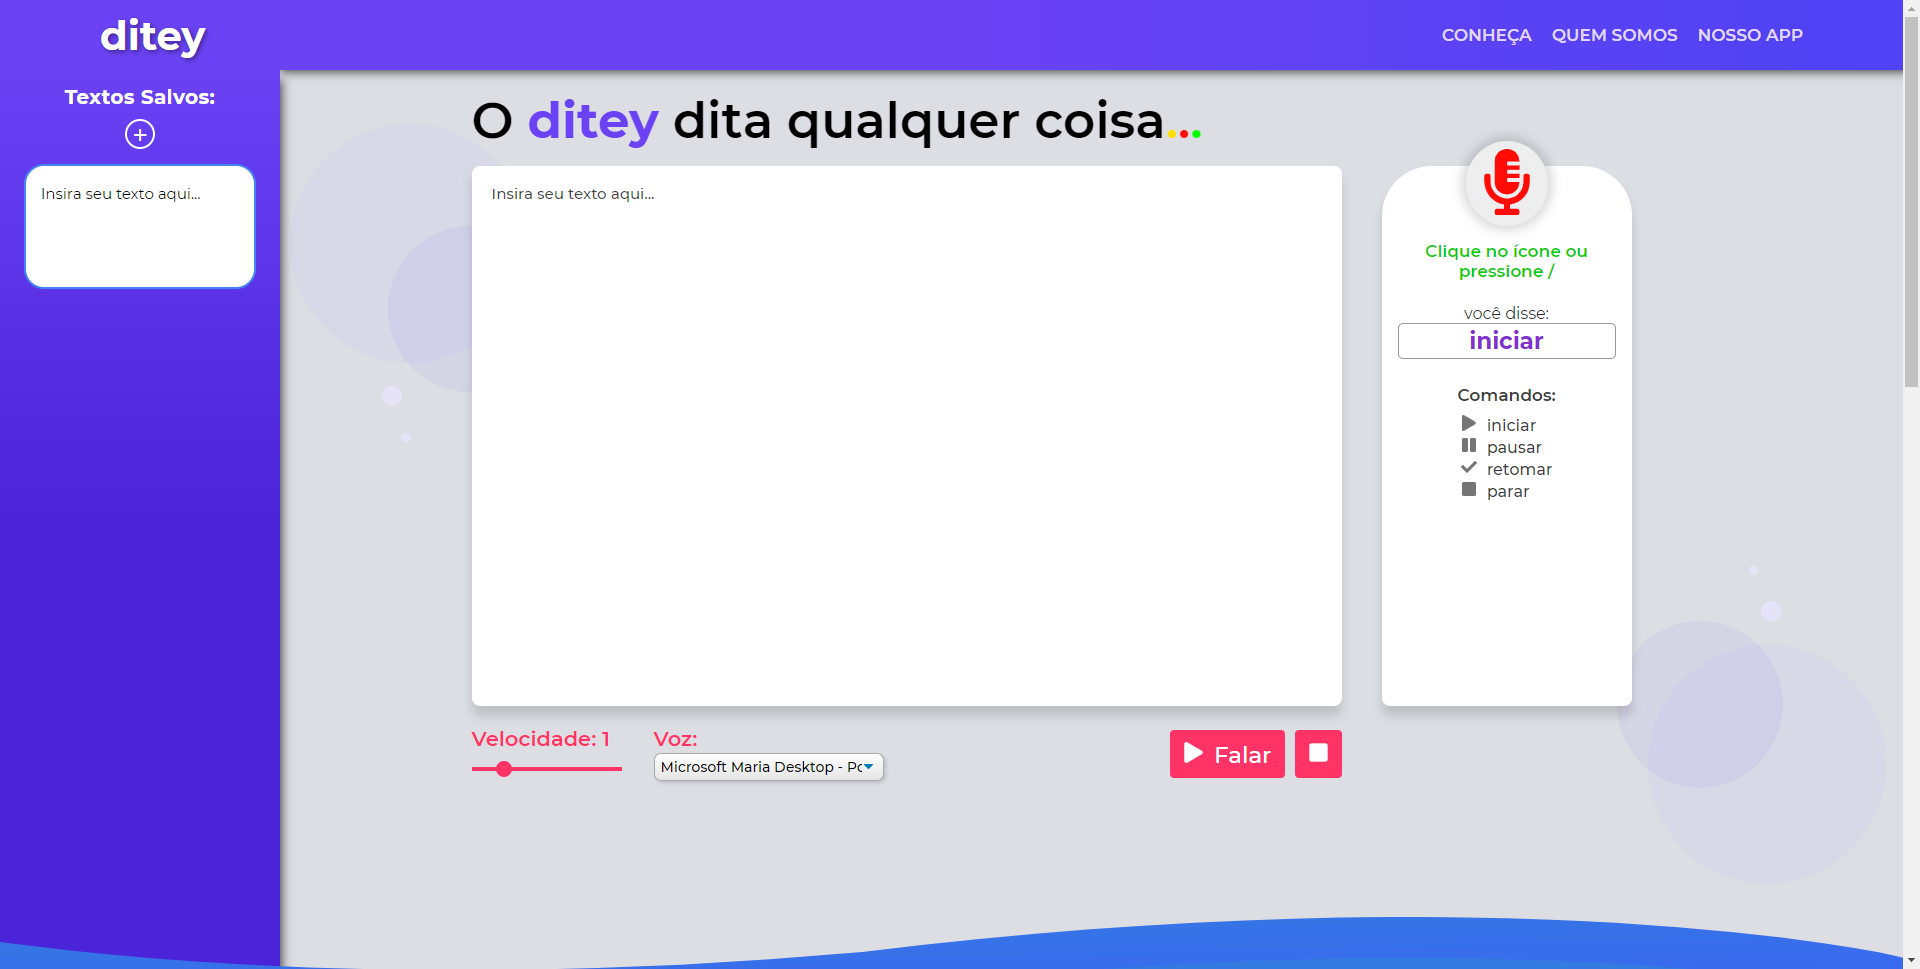 ditey
CONHEÇA QUEM SOMOS NOSSO APP
Textos Salvos:
Insira seu texto aqui...
O ditey dita qualquer coisa...
Insira seu texto aqui...
Clique no ícone ou
pressione /
você disse:
iniciar
Comandos:
iniciar
pausar
retomar
parar
Velocidade: 1
Voz:
Microsoft Maria Desktop - Po
Falar